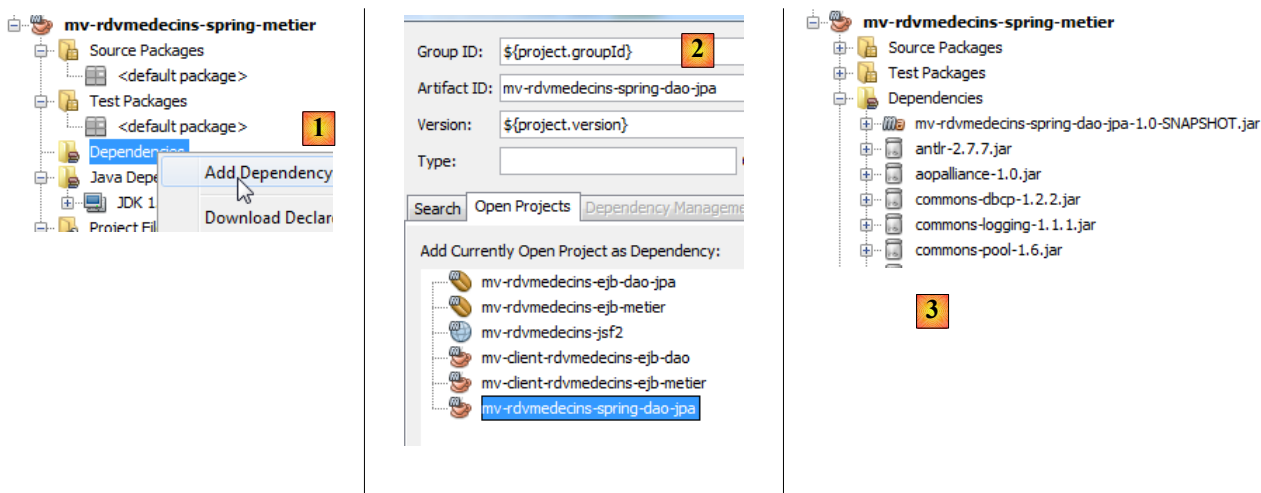 mv-rdvmedecins-spring-metier
Source Packages
<default package>
Test Packages
<default package>
1
Dependencies
Add Dependency
Java Depe
JDK 1
Download Declar
Project Fil
2
Group ID: ${project.groupId}
Artifact ID: mv-rdvmedecins-spring-dao-jpa
Version: ${project.version}
Type:
Search Open Projects Dependency Manageme
Add Currently Open Project as Dependency:
mv-rdvmedecins-ejb-dao-jpa
mv-rdvmedecins-ejb-metier
mv-rdvmedecins-jsf2
mv-client-rdvmedecins-ejb-dao
mv-client-rdvmedecins-ejb-metier
mv-rdvmedecins-spring-dao-jpa
mv-rdvmedecins-spring-metier
Source Packages
Test Packages
Dependencies
mv-rdvmedecins-spring-dao-jpa-1.0-SNAPSHOT.jar
antlr-2.7.7.jar
aopalliance-1.0.jar
commons-dbcp-1.2.2.jar
commons-logging-1.1.1.jar
commons-pool-1.6.jar
3